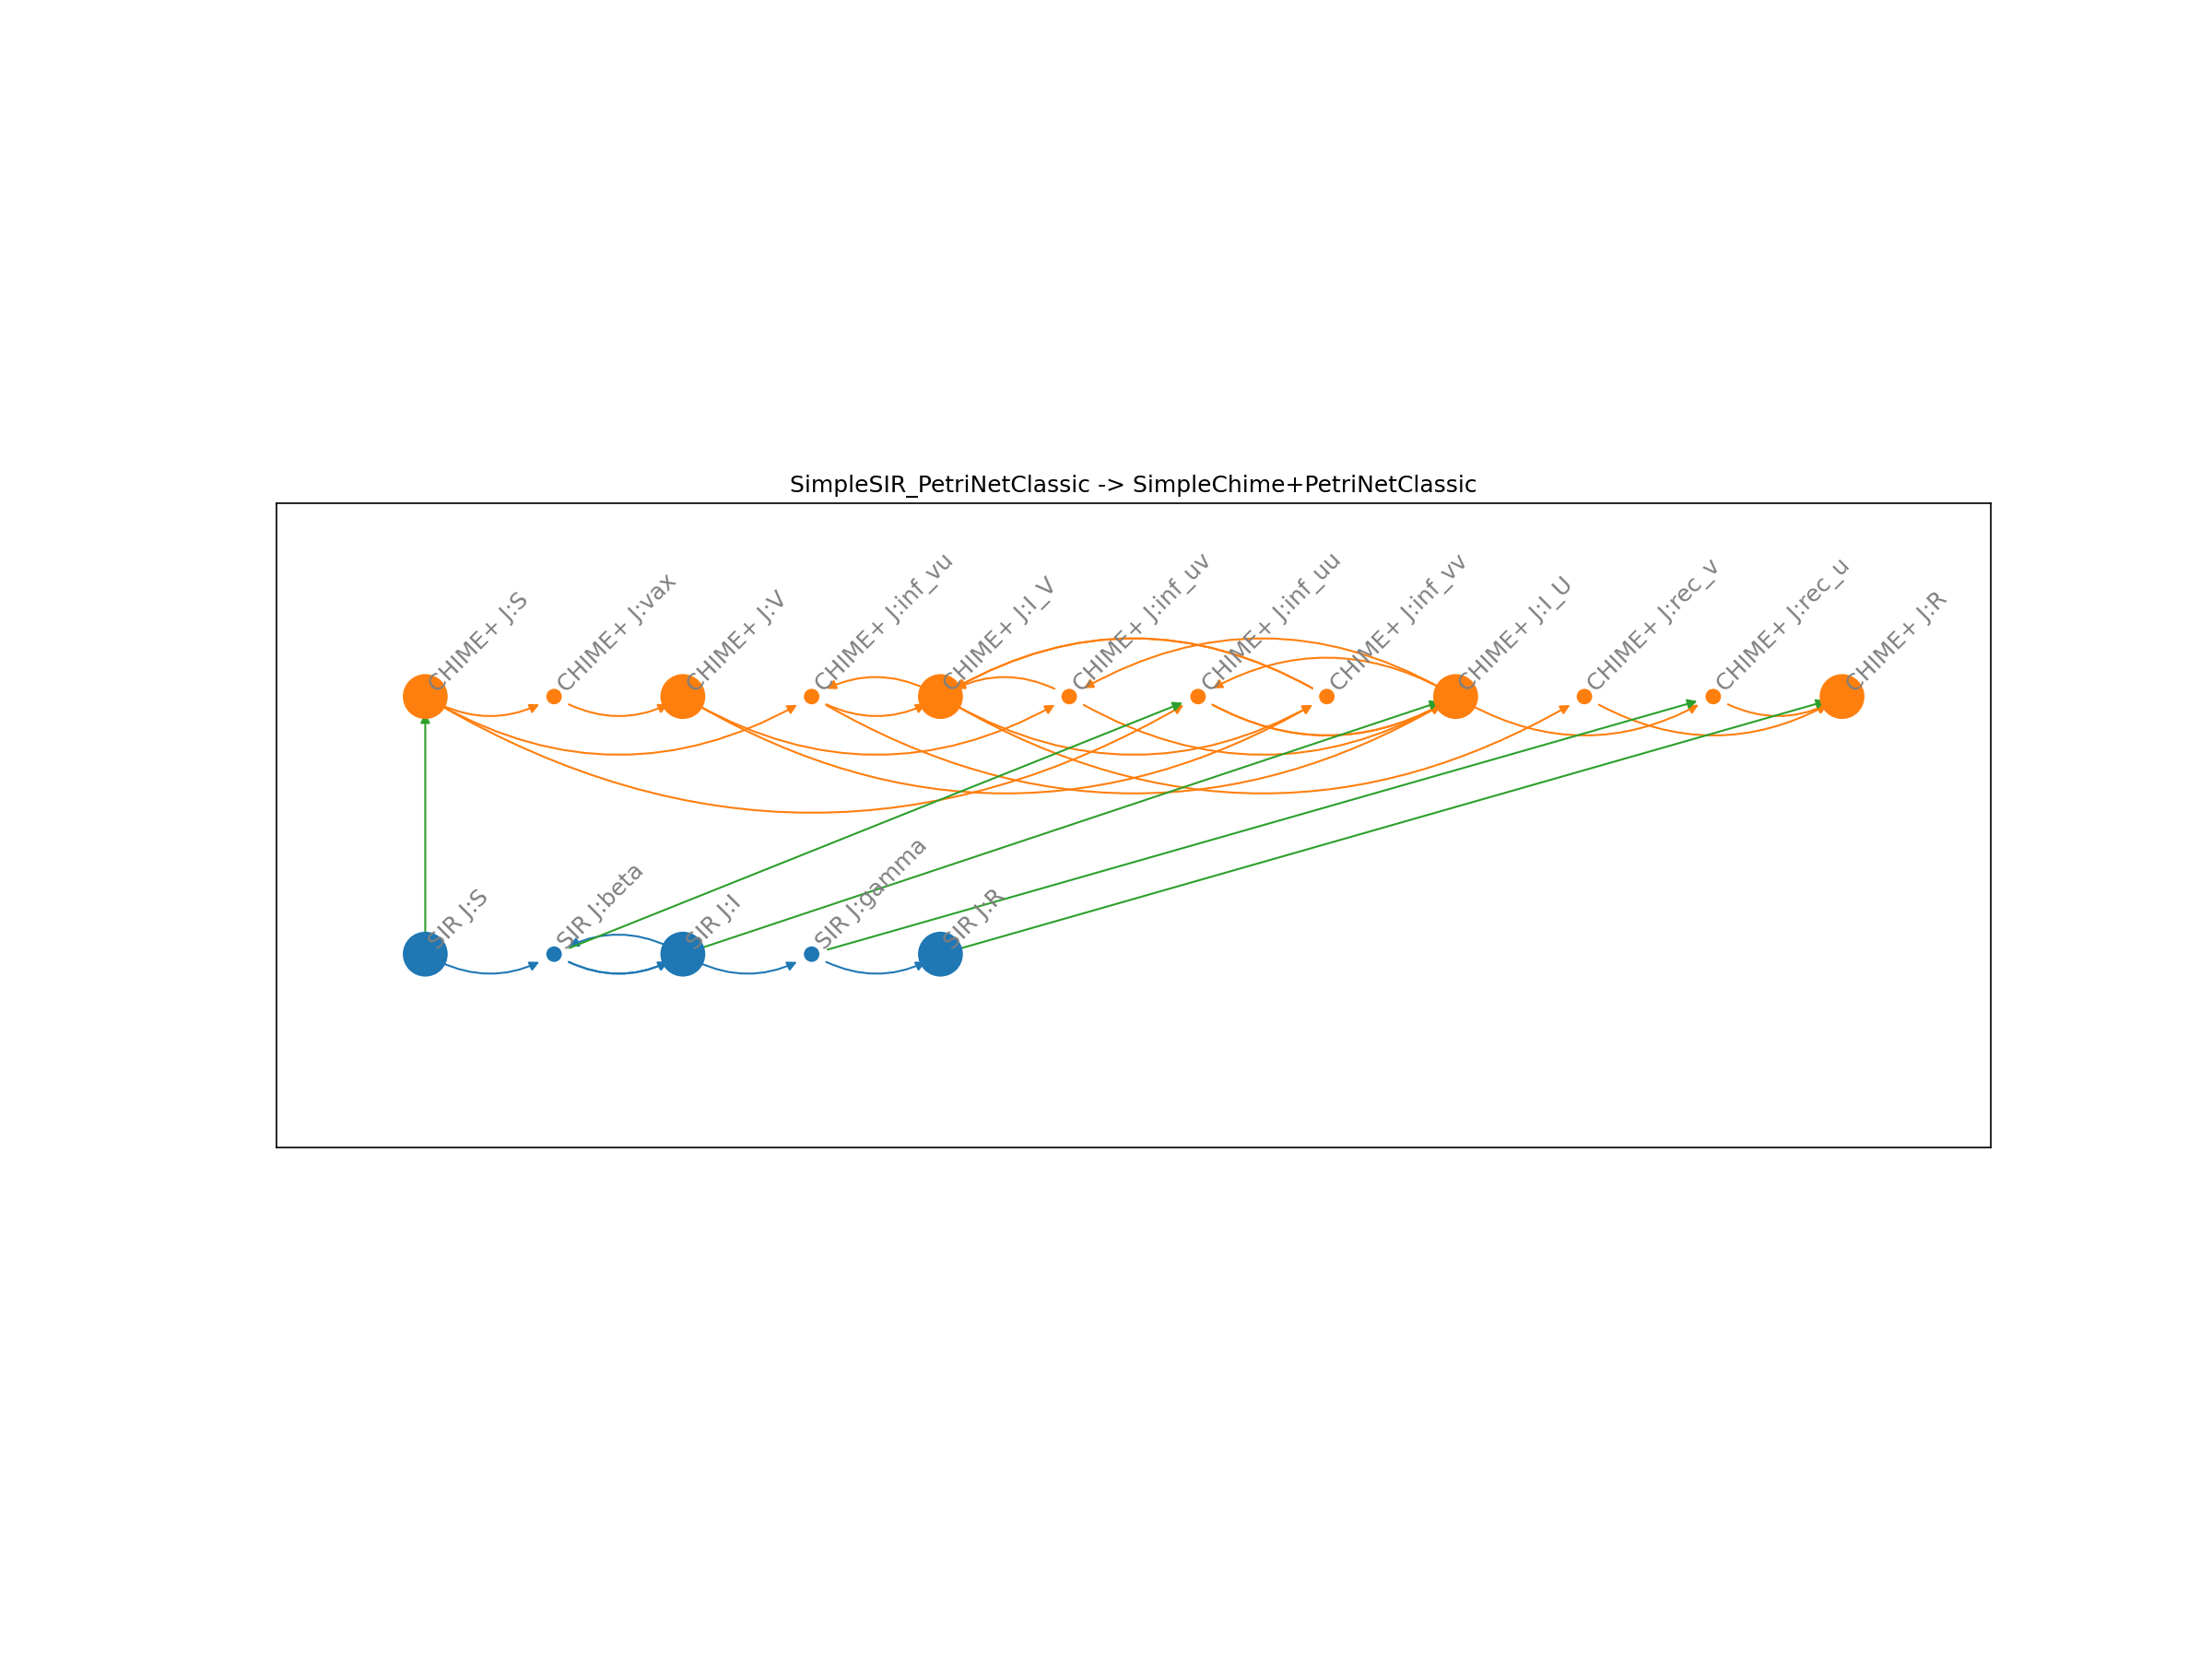 SimpleSIR_PetriNetClassic -> SimpleChime+PetriNetClassic
CHIME+ J:S
CHIME+ J:vax
CHIME+ J:V
CHIME+ J:inf_vu
CHIME+ J:I_V
CHIME+ J:inf_uv
CHIME+ J:inf_uu
CHIME+ J:inf_vv
CHIME+ J:I_U
CHIME+ J:rec_v
CHIME+ J:rec_u
CHIME+ J:R
SIR J:S
SIR J:beta
SIR J:I
SIR J:gamma
SIR J:R